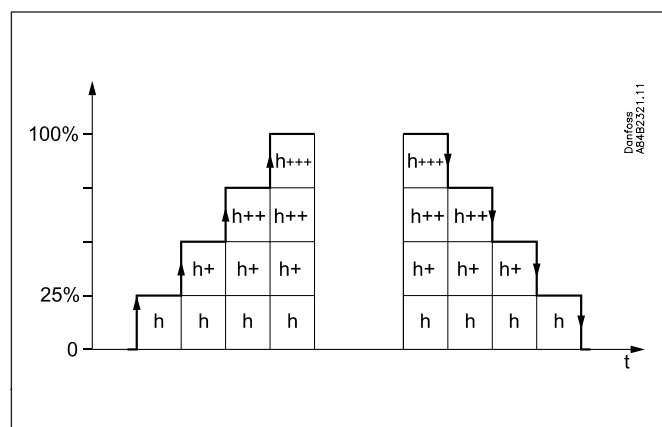 Danfoss
A84B2321.11
100%
h+++ h+++
h++ h++ h++ h++
h+ h+ h+ h+ h+ h+
25%
h h h h h h h h
0
t